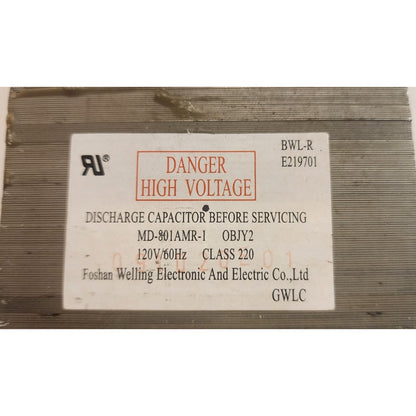 BWL-R
E219701
RU®
DANGER
HIGH VOLTAGE
DISCHARGE CAPACITOR BEFORE SERVICING
MD-801AMR-1 OBJY2
120V/60Hz CLASS 220
Foshan Welling Electronic And Electric Co.,Ltd
GWLC